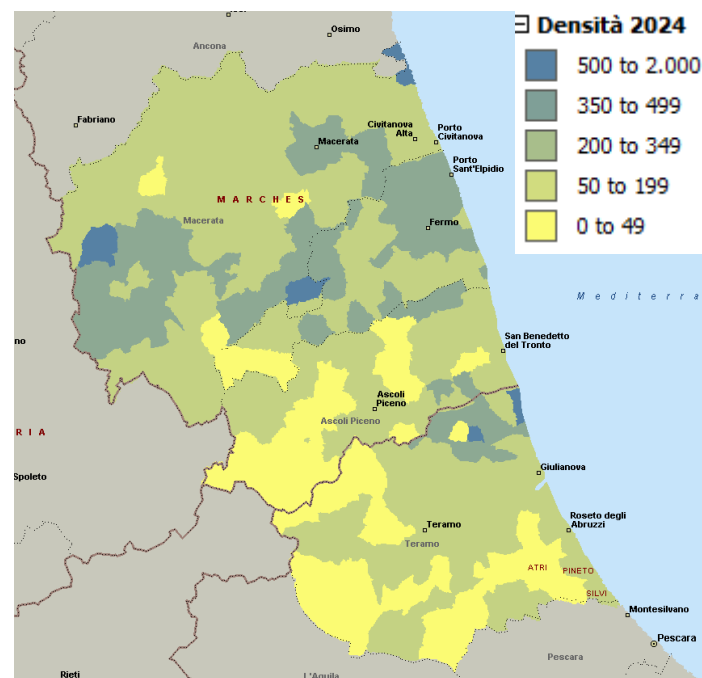 Densità 2024
500 to 2.000
350 to 499
200 to 349
50 to 199
0 to 49
Osimo
Ancona
Fabriano
Civitanova
Alta
Porto
Civitanova
Macerata
Porto
Sant'Elpidio
MARCHES
Macerata
Fermo
Mediterra
no
San Benedetto
del Tronto
Ascoli
Piceno
Ascoli Piceno
RIA
Spoleto
Giulianova
Teramo
Teramo
Roseto degli
Abruzzi
ATRI
PINETO
SILVI
Montesilvano
Pescara
Pescara
Rieti
L'Aquila